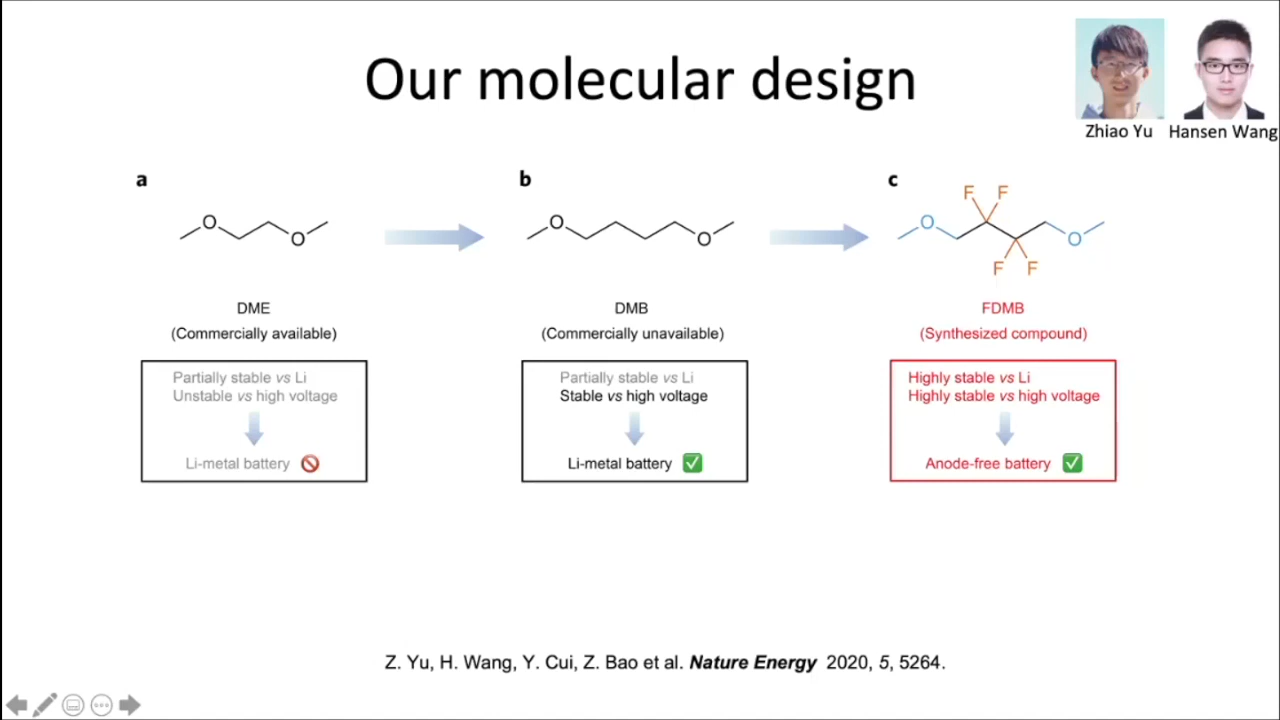 Our molecular design
Zhiao Yu
Hansen Wang
a
b
c
O
O
O
O
F
F
O
O
F
F
DME
(Commercially available)
DMB
(Commercially unavailable)
FDMB
(Synthesized compound)
Partially stable vs Li
Unstable vs high voltage
Li-metal battery
Partially stable vs Li
Stable vs high voltage
Li-metal battery
Highly stable vs Li
Highly stable vs high voltage
Anode-free battery
Z. Yu, H. Wang, Y. Cui, Z. Bao et al. Nature Energy 2020, 5, 5264.